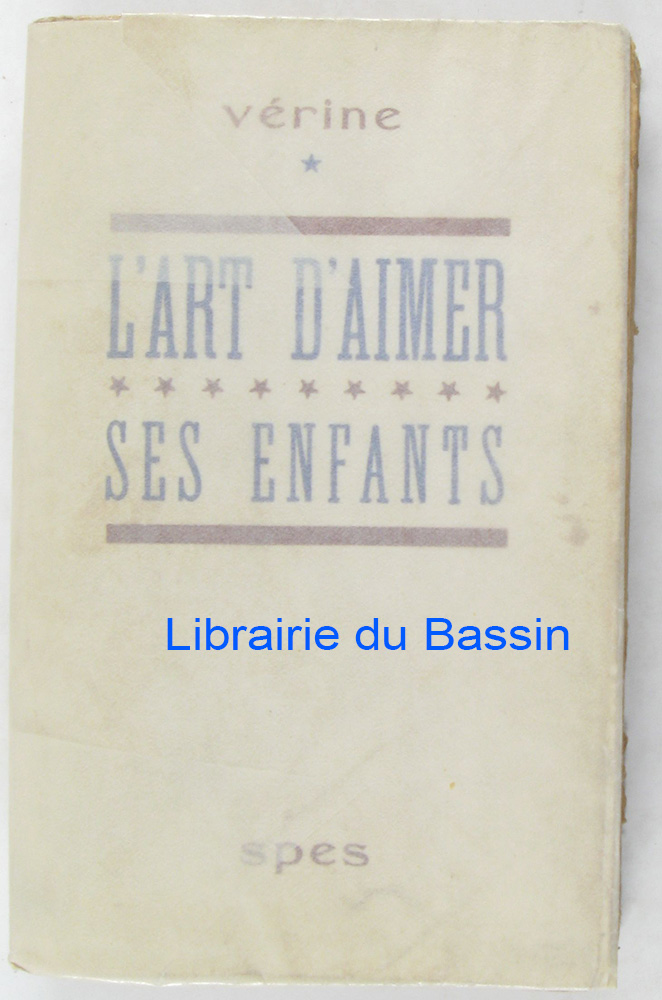 vérine
L'ART D'AIMER
SES ENFANTS
Librairie du Bassin
spes